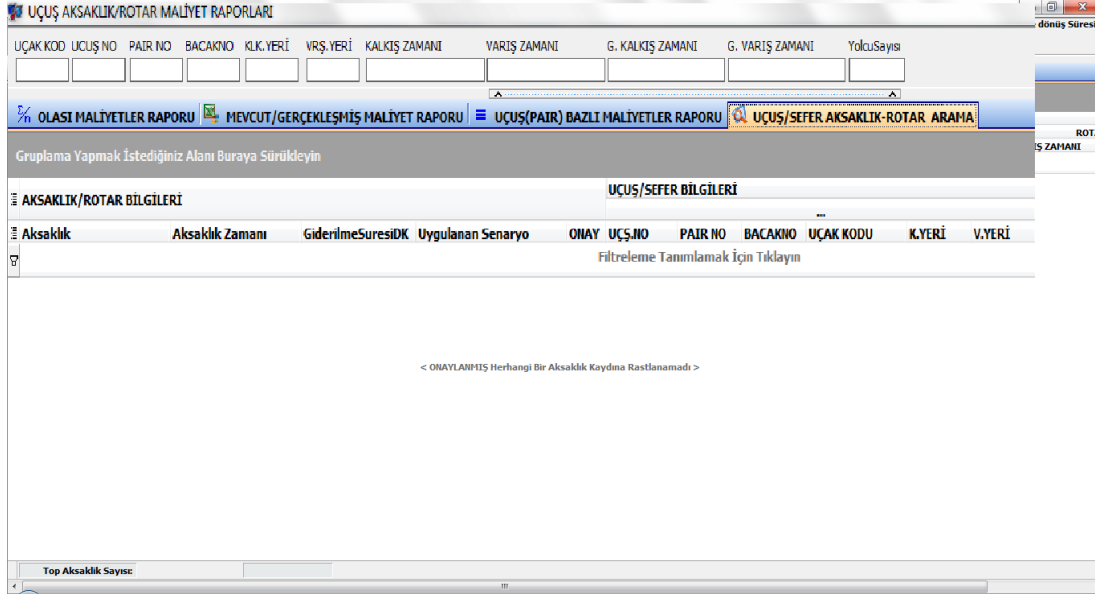 UÇUŞ AKSAKLIK/ROTAR MALİYET RAPORLARI
dönüş Süresi
UÇAK KOD UCUŞ NO PAIR NO BACAKNO KLK.YERİ VRŞ.YERİ KALKIŞ ZAMANI VARIŞ ZAMANI G. KALKIŞ ZAMANI G. VARIŞ ZAMANI YolcuSayısı
OLASI MALİYETLER RAPORU MEVCUT/GERÇEKLEŞMİŞ MALİYET RAPORU UÇUŞ(PAIR) BAZLI MALİYETLER RAPORU UÇUŞ/SEFER AKSAKLIK-ROTAR ARAMA
ROT
Ş ZAMANI
Gruplama Yapmak İstediğiniz Alanı Buraya Sürükleyin
AKSAKLIK/ROTAR BİLGİLERİ
UÇUŞ/SEFER BİLGİLERİ
...
Aksaklık Aksaklık Zamanı GiderilmeSuresiDK Uygulanan Senaryo ONAY UÇŞ.NO PAIR NO BACAKNO UÇAK KODU K.YERİ V.YERİ
Filtreleme Tanımlamak İçin Tıklayın
< ONAYLANMIŞ Herhangi Bir Aksaklık Kaydına Rastlanamadı >
Top Aksaklık Sayısı: